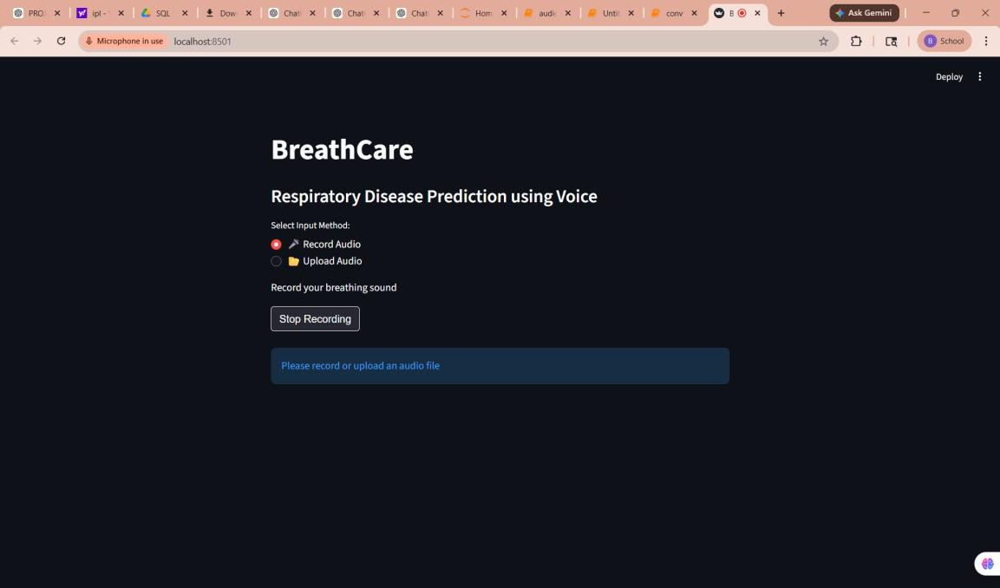 PRO.
ipl -
SQL
Dow
Chat
Chat
Chat
Hom
audio
Untit
conv
B
Ask Gemini
Microphone in use
localhost:8501
B
School
Deploy
BreathCare
Respiratory Disease Prediction using Voice
Select Input Method:
Record Audio
Upload Audio
Record your breathing sound
Stop Recording
Please record or upload an audio file